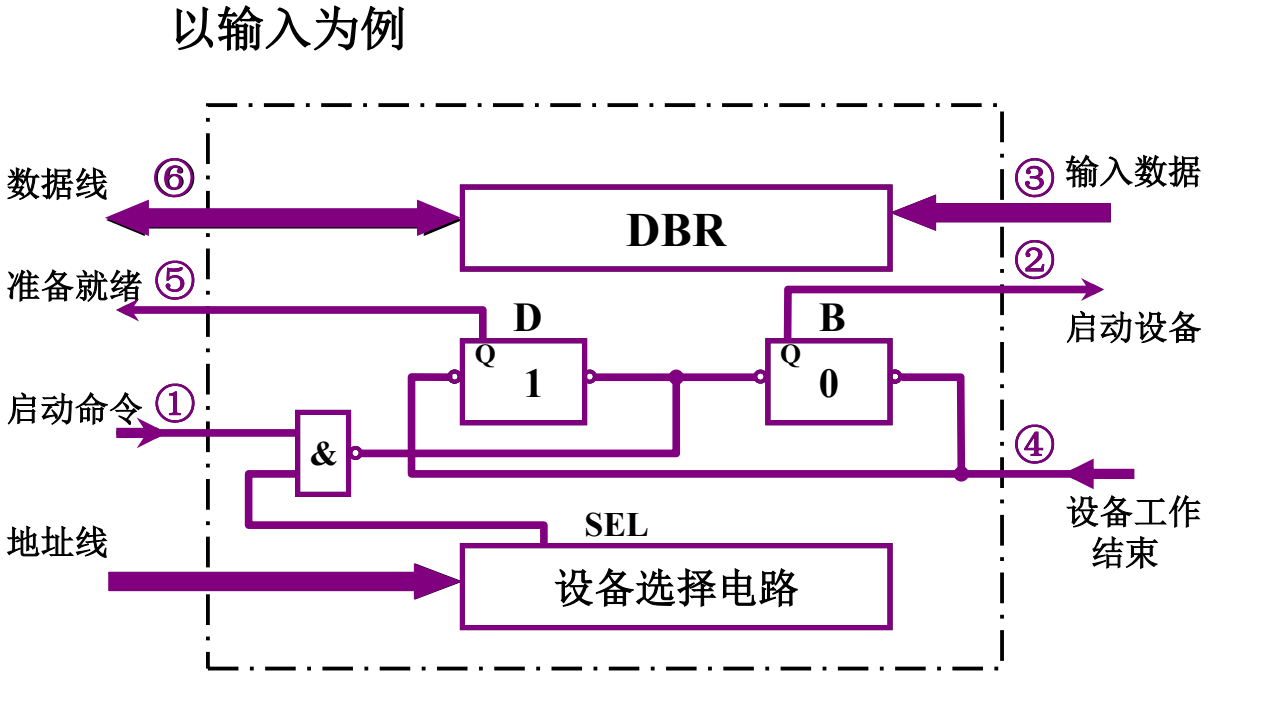 以输入为例
数据线 ⑥
DBR
③ 输入数据
准备就绪 ⑤
② 启动设备
D
Q
1
B
Q
0
启动命令 ①
&
④
设备工作
结束
地址线
SEL
设备选择电路